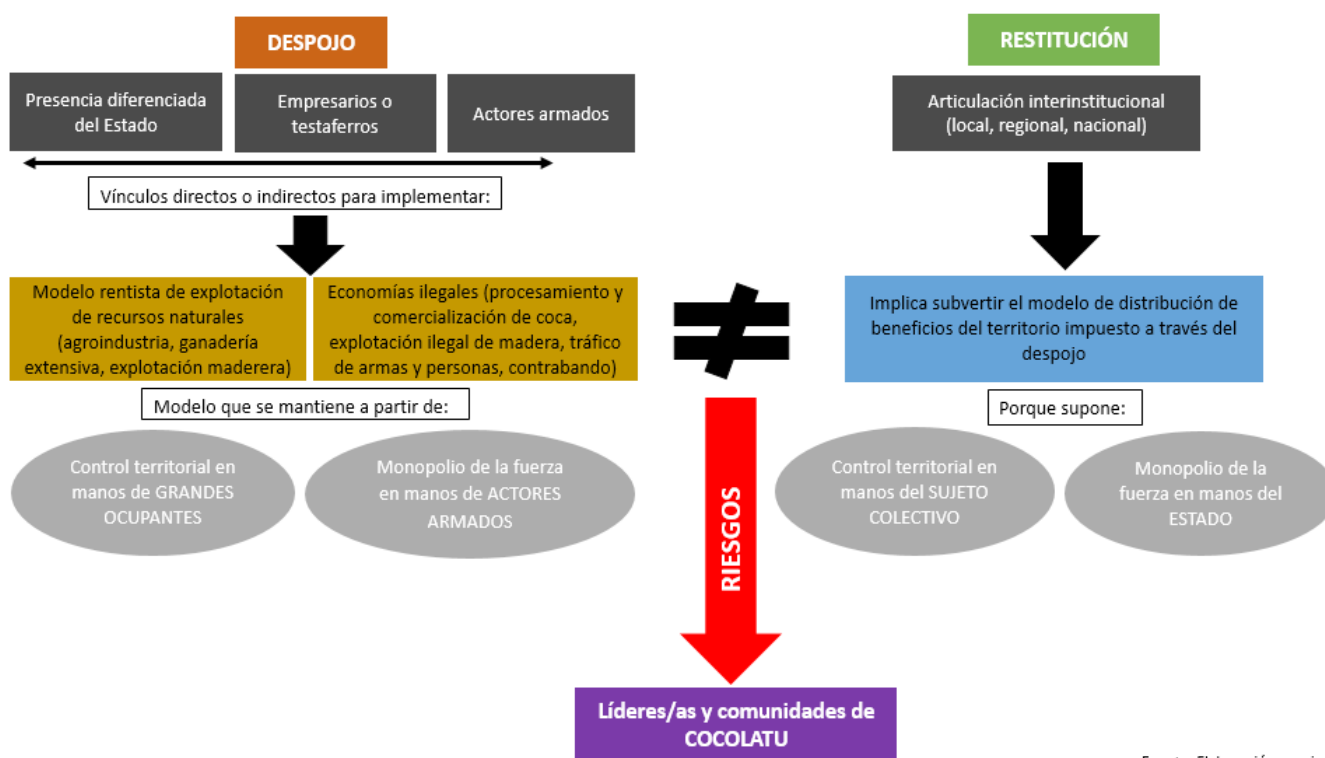 DESPOJO
Presencia diferenciada
del Estado
Empresarios o
testaferros
Actores armados
Vínculos directos o indirectos para implementar:
Modelo rentista de explotación
de recursos naturales
(agroindustria, ganadería
extensiva, explotación maderera)
Economías ilegales (procesamiento y
comercialización de coca,
explotación ilegal de madera, tráfico
de armas y personas, contrabando)
Modelo que se mantiene a partir de:
Control territorial en
manos de GRANDES
OCUPANTES
Monopolio de la fuerza
en manos de ACTORES
ARMADOS
≠
RIESGOS
RESTITUCIÓN
Articulación interinstitucional
(local, regional, nacional)
Implica subvertir el modelo de distribución de
beneficios del territorio impuesto a través del
despojo
Porque supone:
Control territorial en
manos del SUJETO
COLECTIVO
Monopolio de la
fuerza en manos del
ESTADO
Líderes/as y comunidades de
COCOLATU